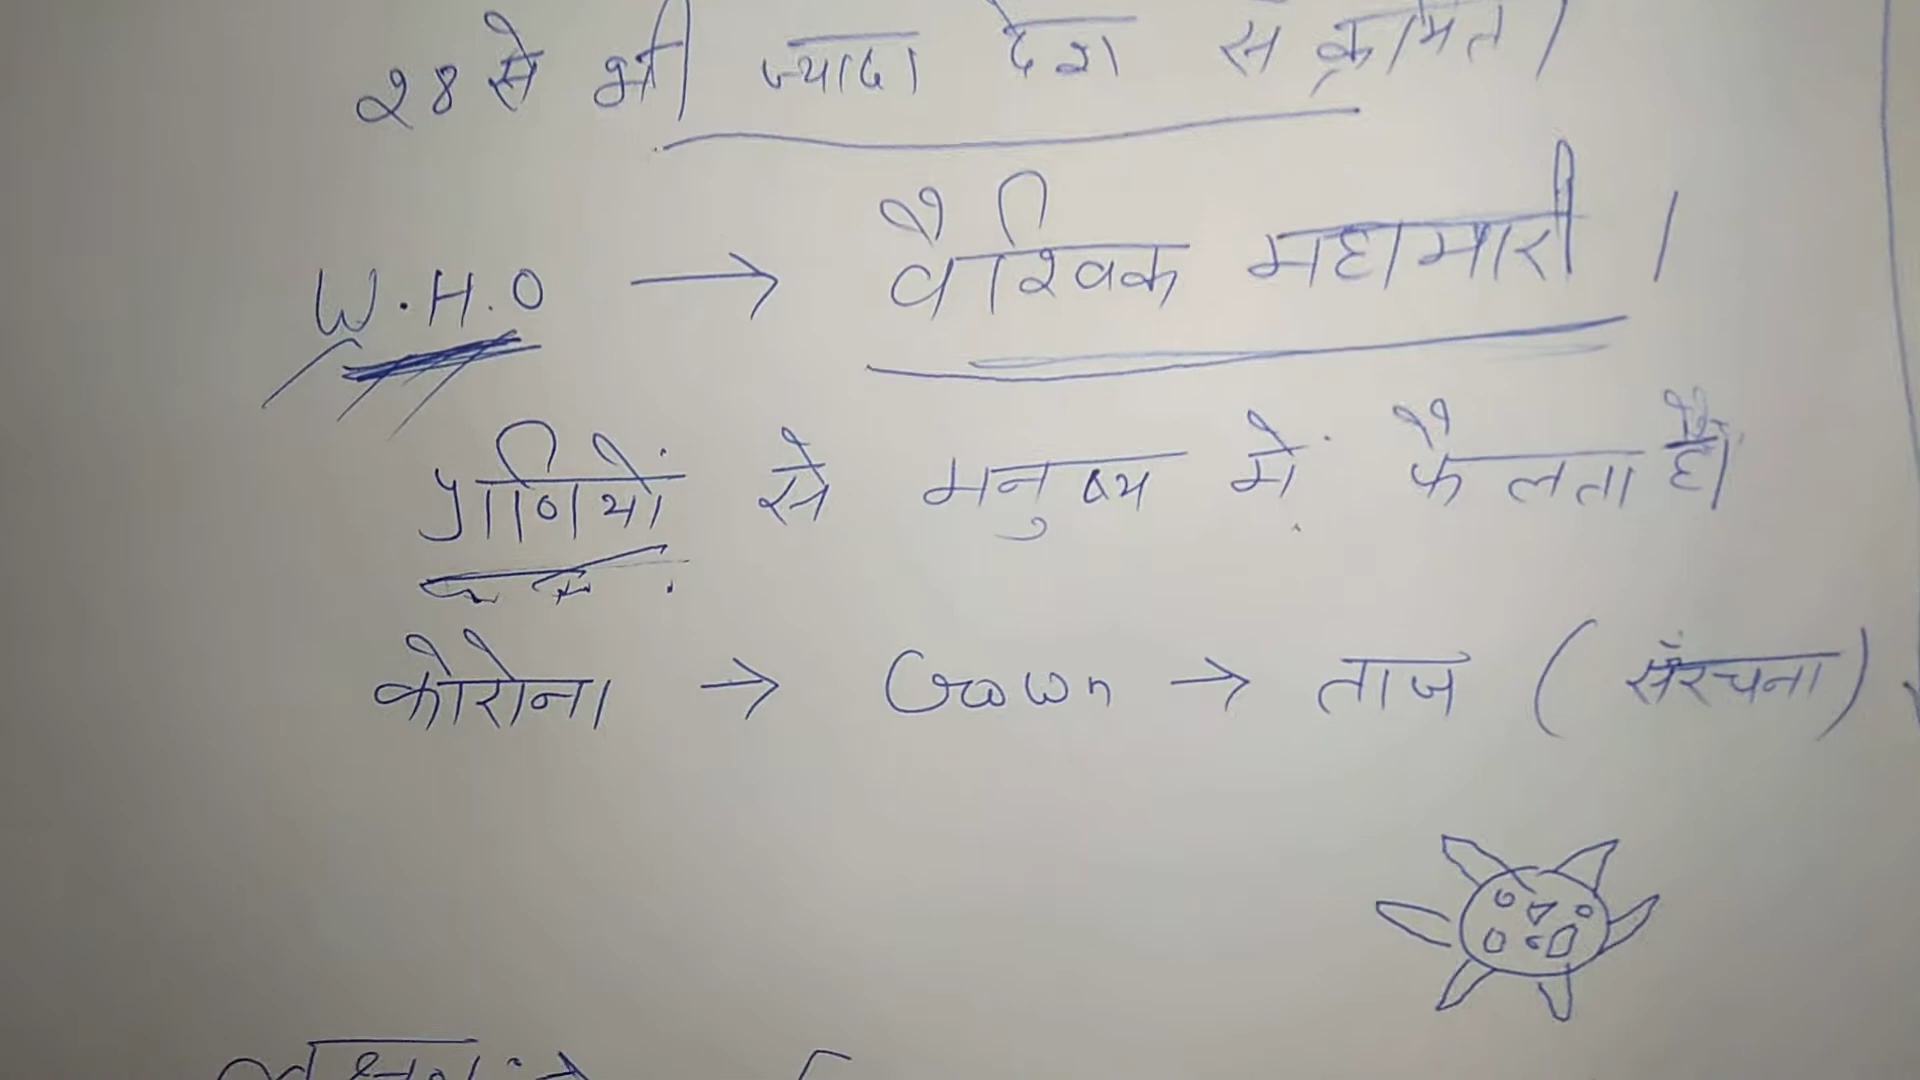 28 से भी ज्यादा देश संक्रमित।
W.H.O → वैश्विक महामारी।
प्राणियों से मनुष्य में फैलता है।
कोरोना → Crown → ताज (संरचना)